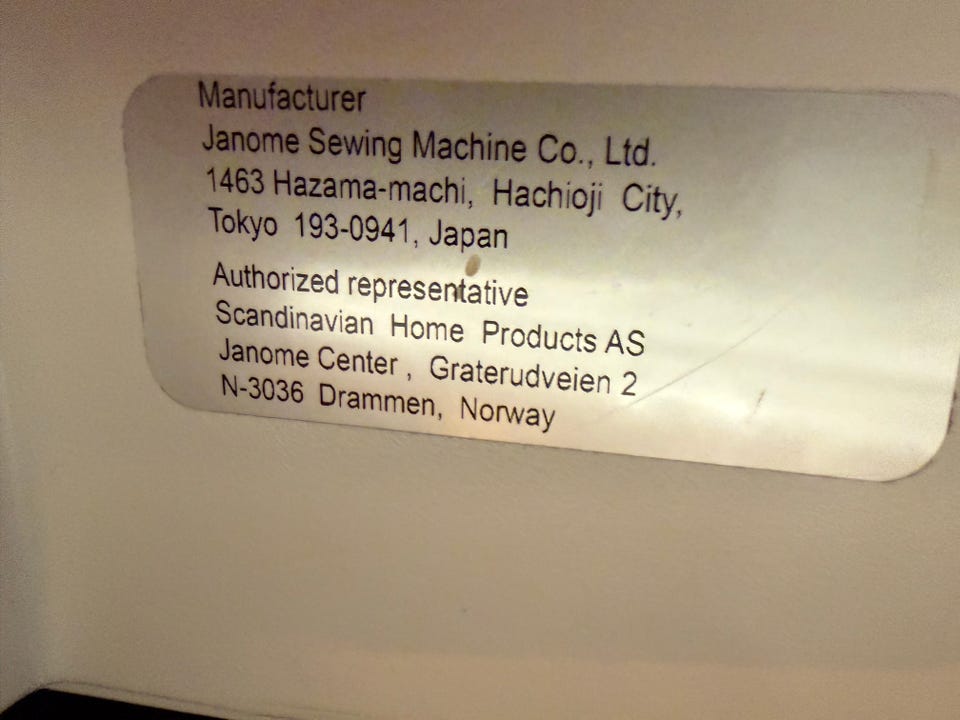 Manufacturer
Janome Sewing Machine Co., Ltd.
1463 Hazama-machi, Hachioji City,
Tokyo 193-0941, Japan
Authorized representative
Scandinavian Home Products AS
Janome Center , Graterudveien 2
N-3036 Drammen, Norway